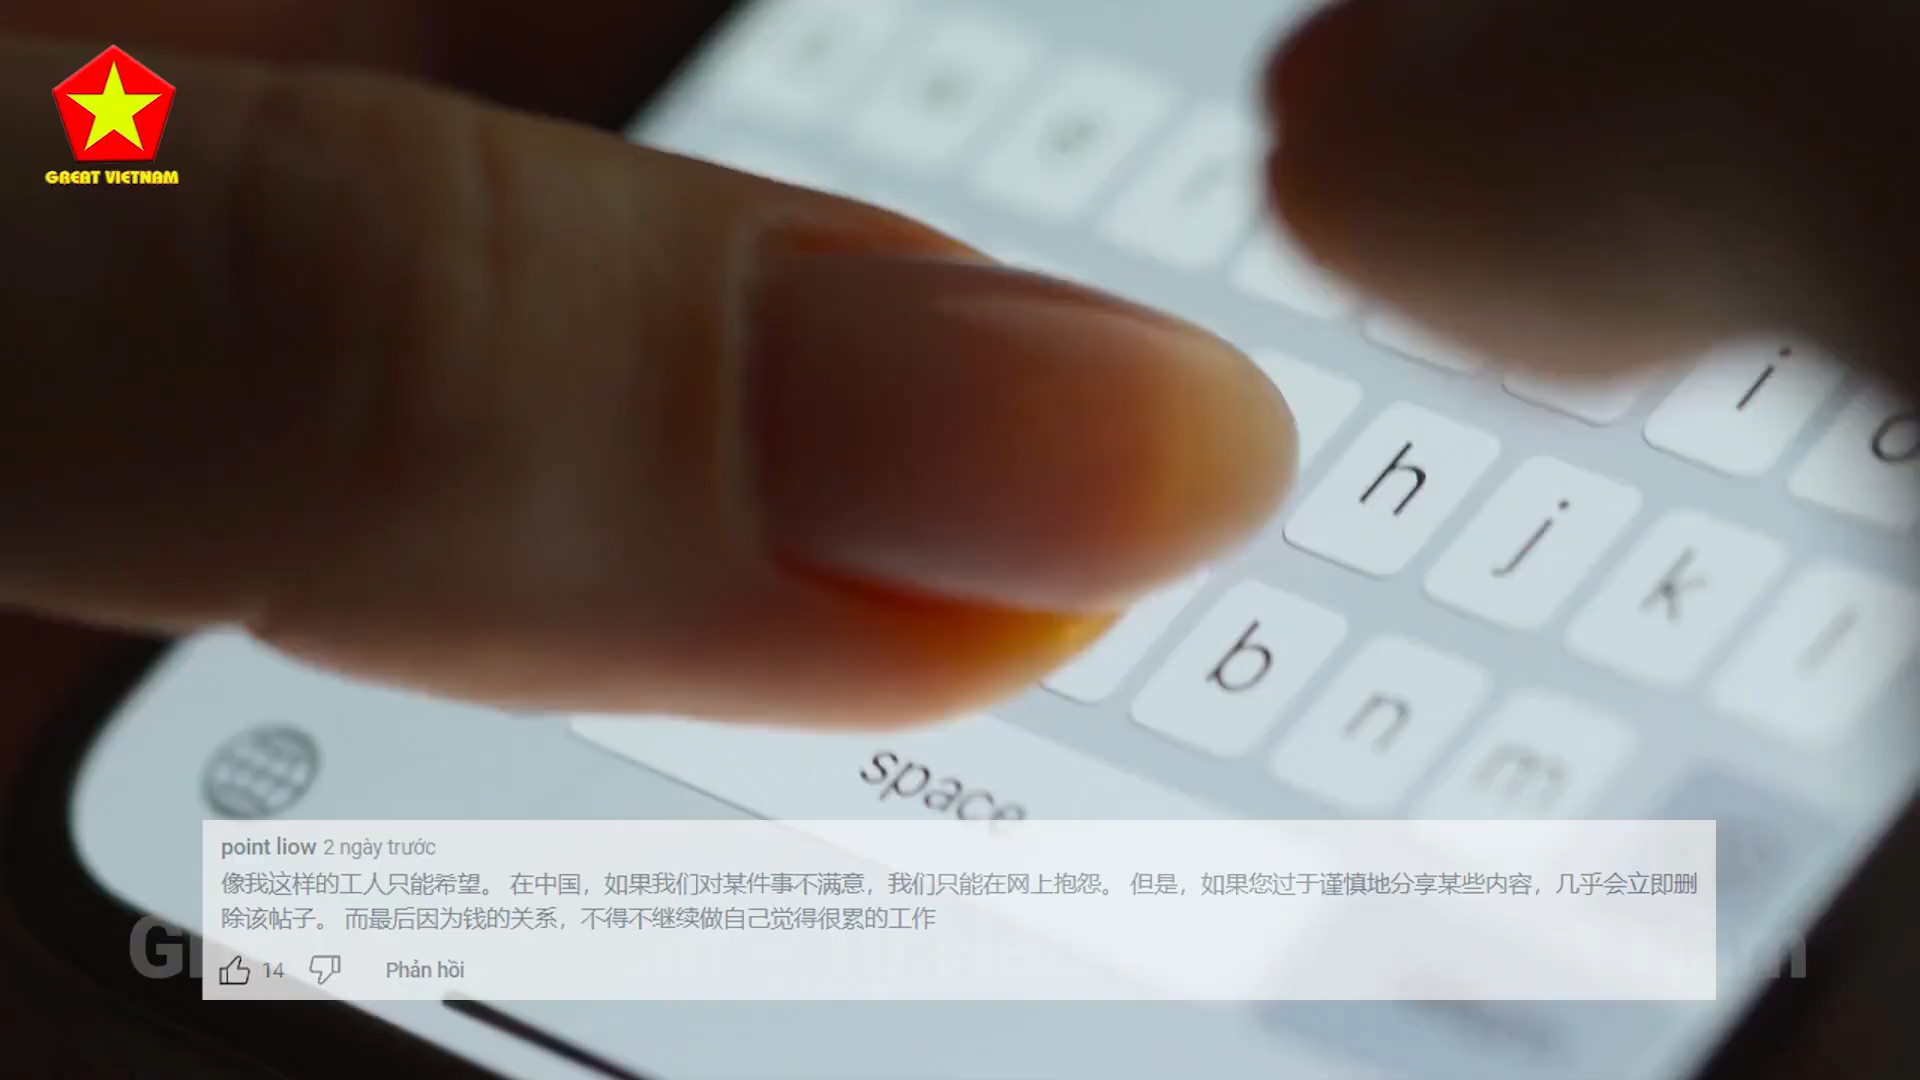 GREAT VIETNAM
i
o
h
j
k
l
b
n
m
space
point liow 2 ngày trước
像我这样的工人只能希望。 在中国，如果我们对某件事不满意，我们只能在网上抱怨。 但是，如果您过于谨慎地分享某些内容，几乎会立即删
除该帖子。 而最后因为钱的关系，不得不继续做自己觉得很累的工作
14 Phản hồi